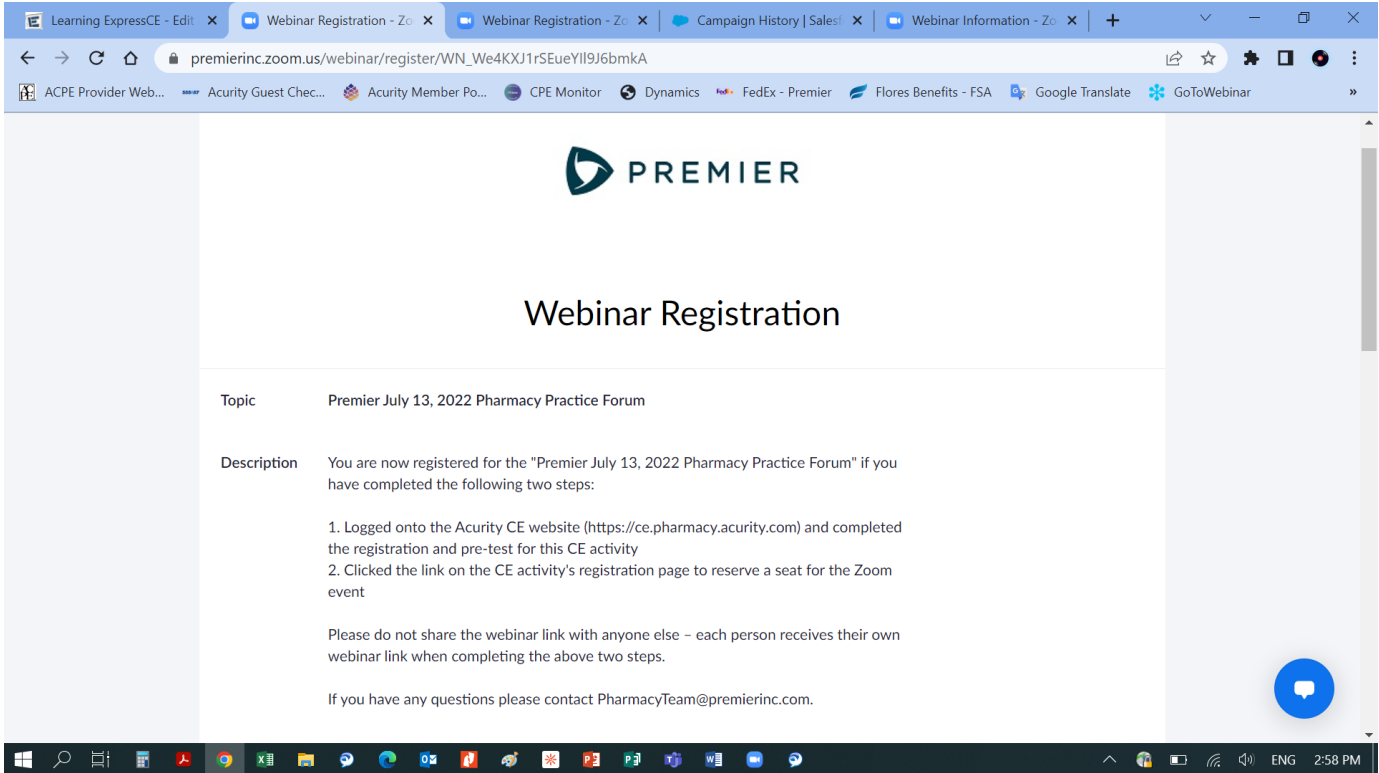 Learning ExpressCE - Edit
Webinar Registration - Zo
Webinar Registration - Zo
Campaign History | Salesf
Webinar Information - Zo
premierinc.zoom.us/webinar/register/WN_We4KXJ1rSEueYIl9J6bmkA
ACPE Provider Web...
Acurity Guest Chec...
Acurity Member Po...
CPE Monitor
Dynamics
FedEx - Premier
Flores Benefits - FSA
Google Translate
GoToWebinar
»
PREMIER
Webinar Registration
Topic Premier July 13, 2022 Pharmacy Practice Forum
Description You are now registered for the "Premier July 13, 2022 Pharmacy Practice Forum" if you
have completed the following two steps:
1. Logged onto the Acurity CE website (https://ce.pharmacy.acurity.com) and completed
the registration and pre-test for this CE activity
2. Clicked the link on the CE activity's registration page to reserve a seat for the Zoom
event
Please do not share the webinar link with anyone else – each person receives their own
webinar link when completing the above two steps.
If you have any questions please contact PharmacyTeam@premierinc.com.
ENG 2:58 PM